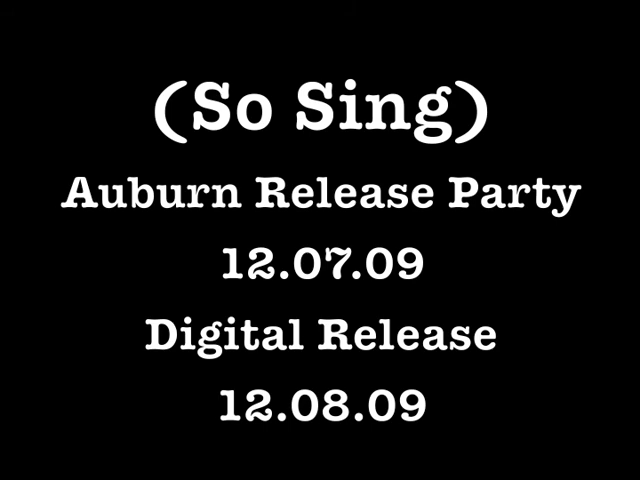 (So Sing)
Auburn Release Party
12.07.09
Digital Release
12.08.09